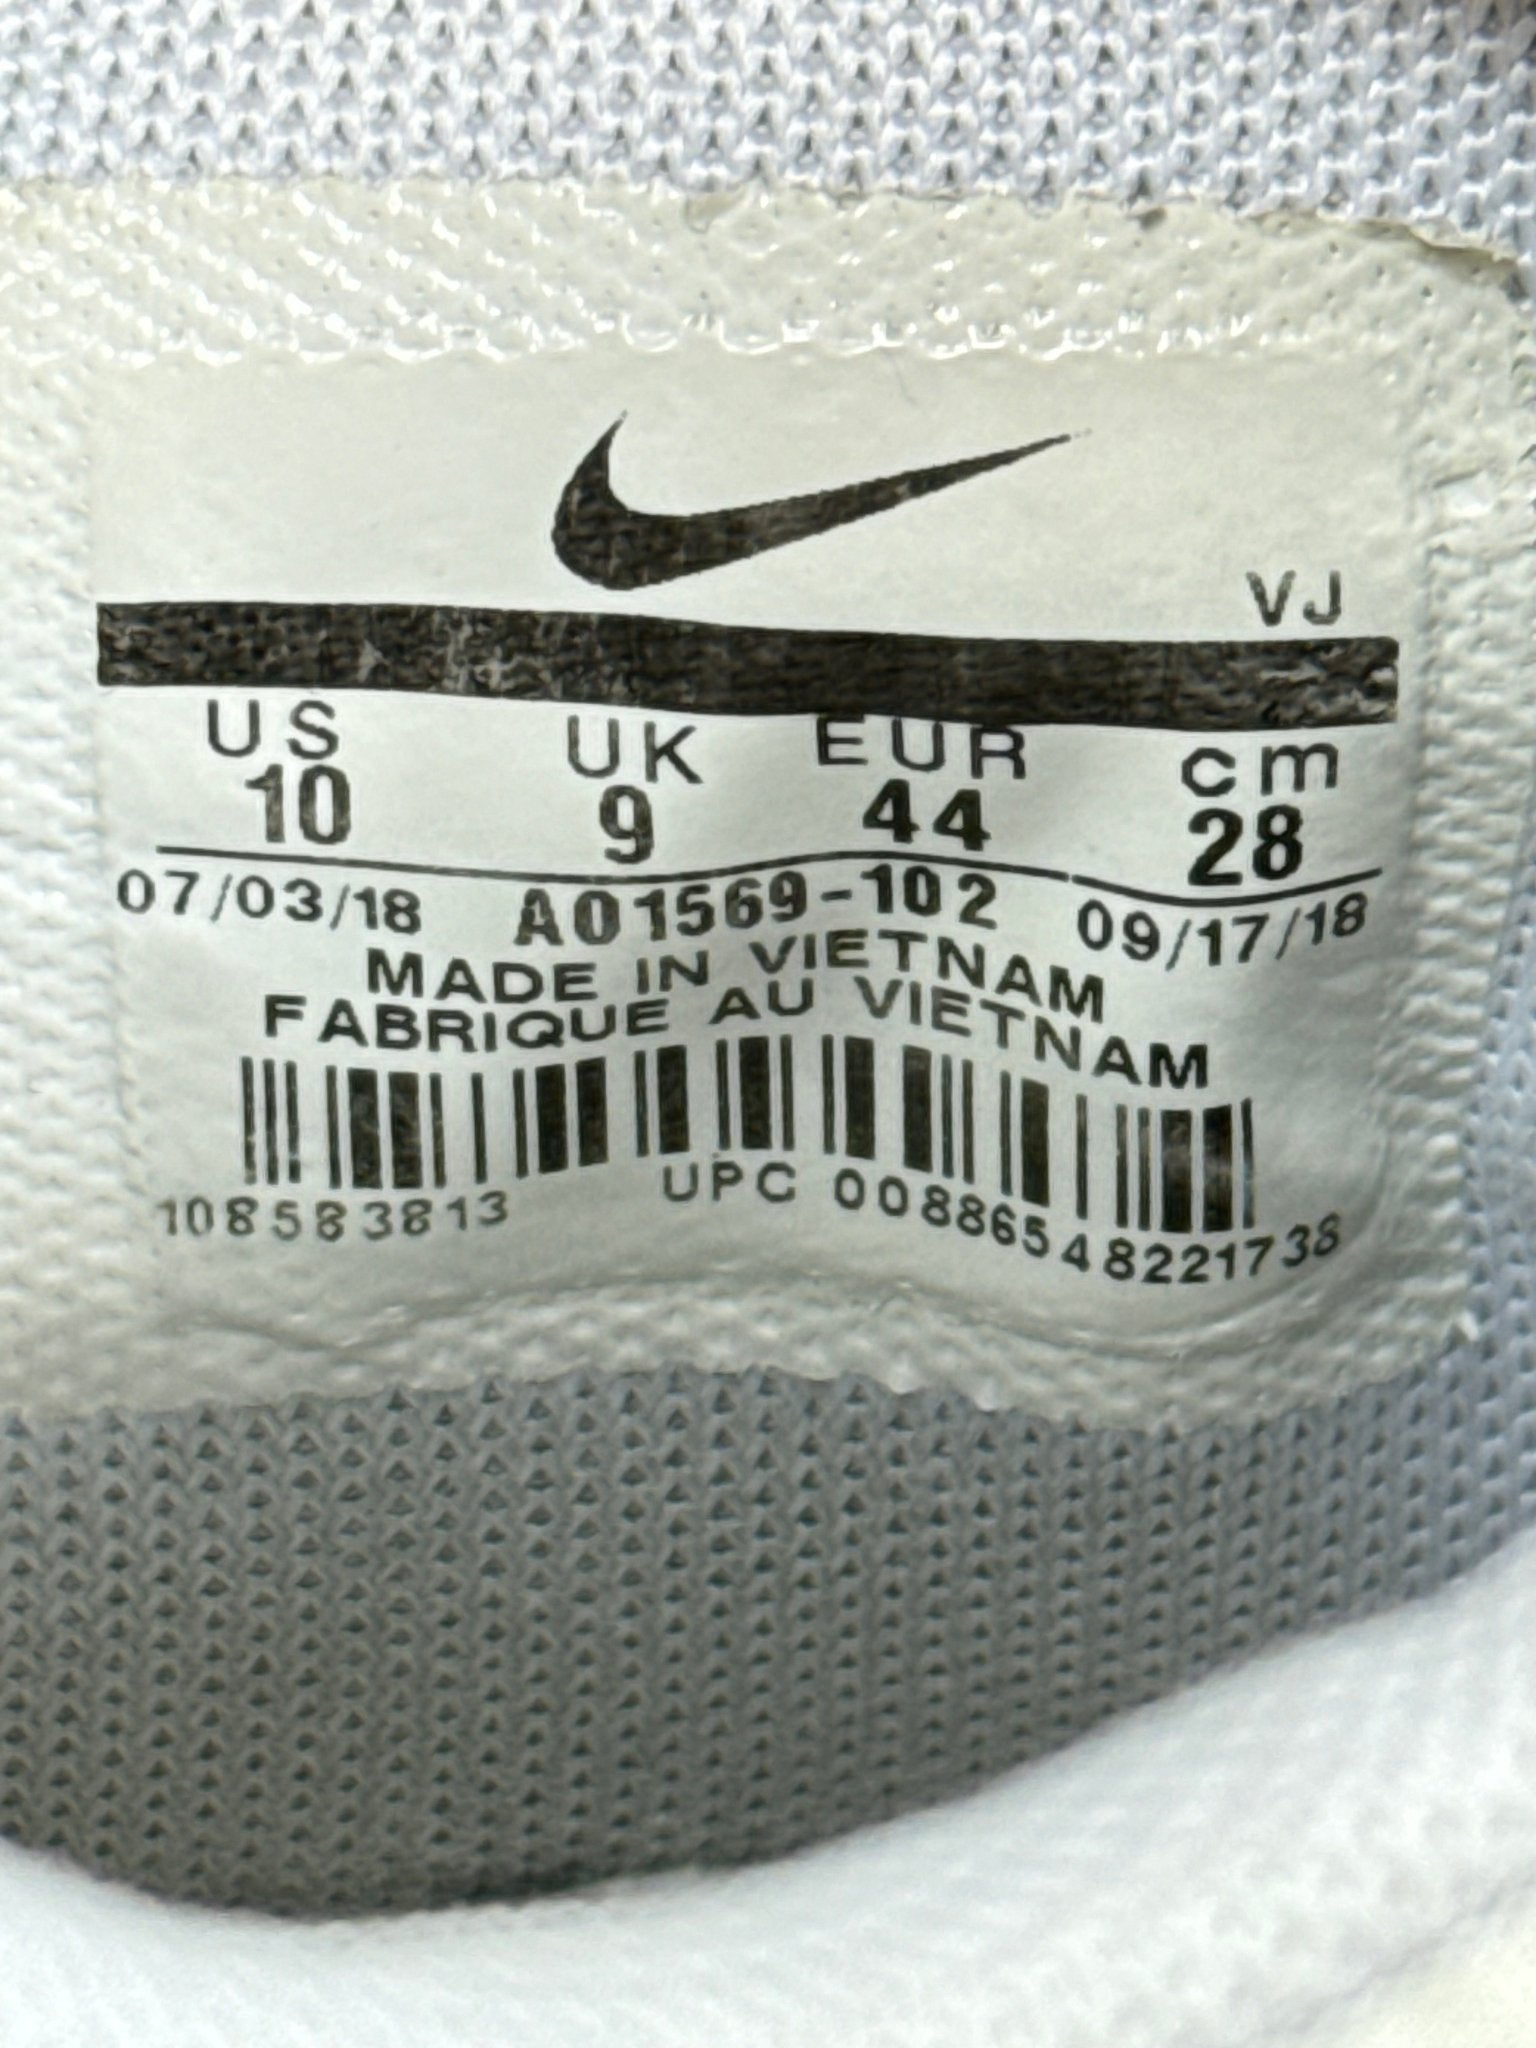 VJ
US UK EUR cm
10 9 44 28
07/03/18 AO1569-102 09/17/18
MADE IN VIETNAM
FABRIQUE AU VIETNAM
108583813 UPC 00886548221738